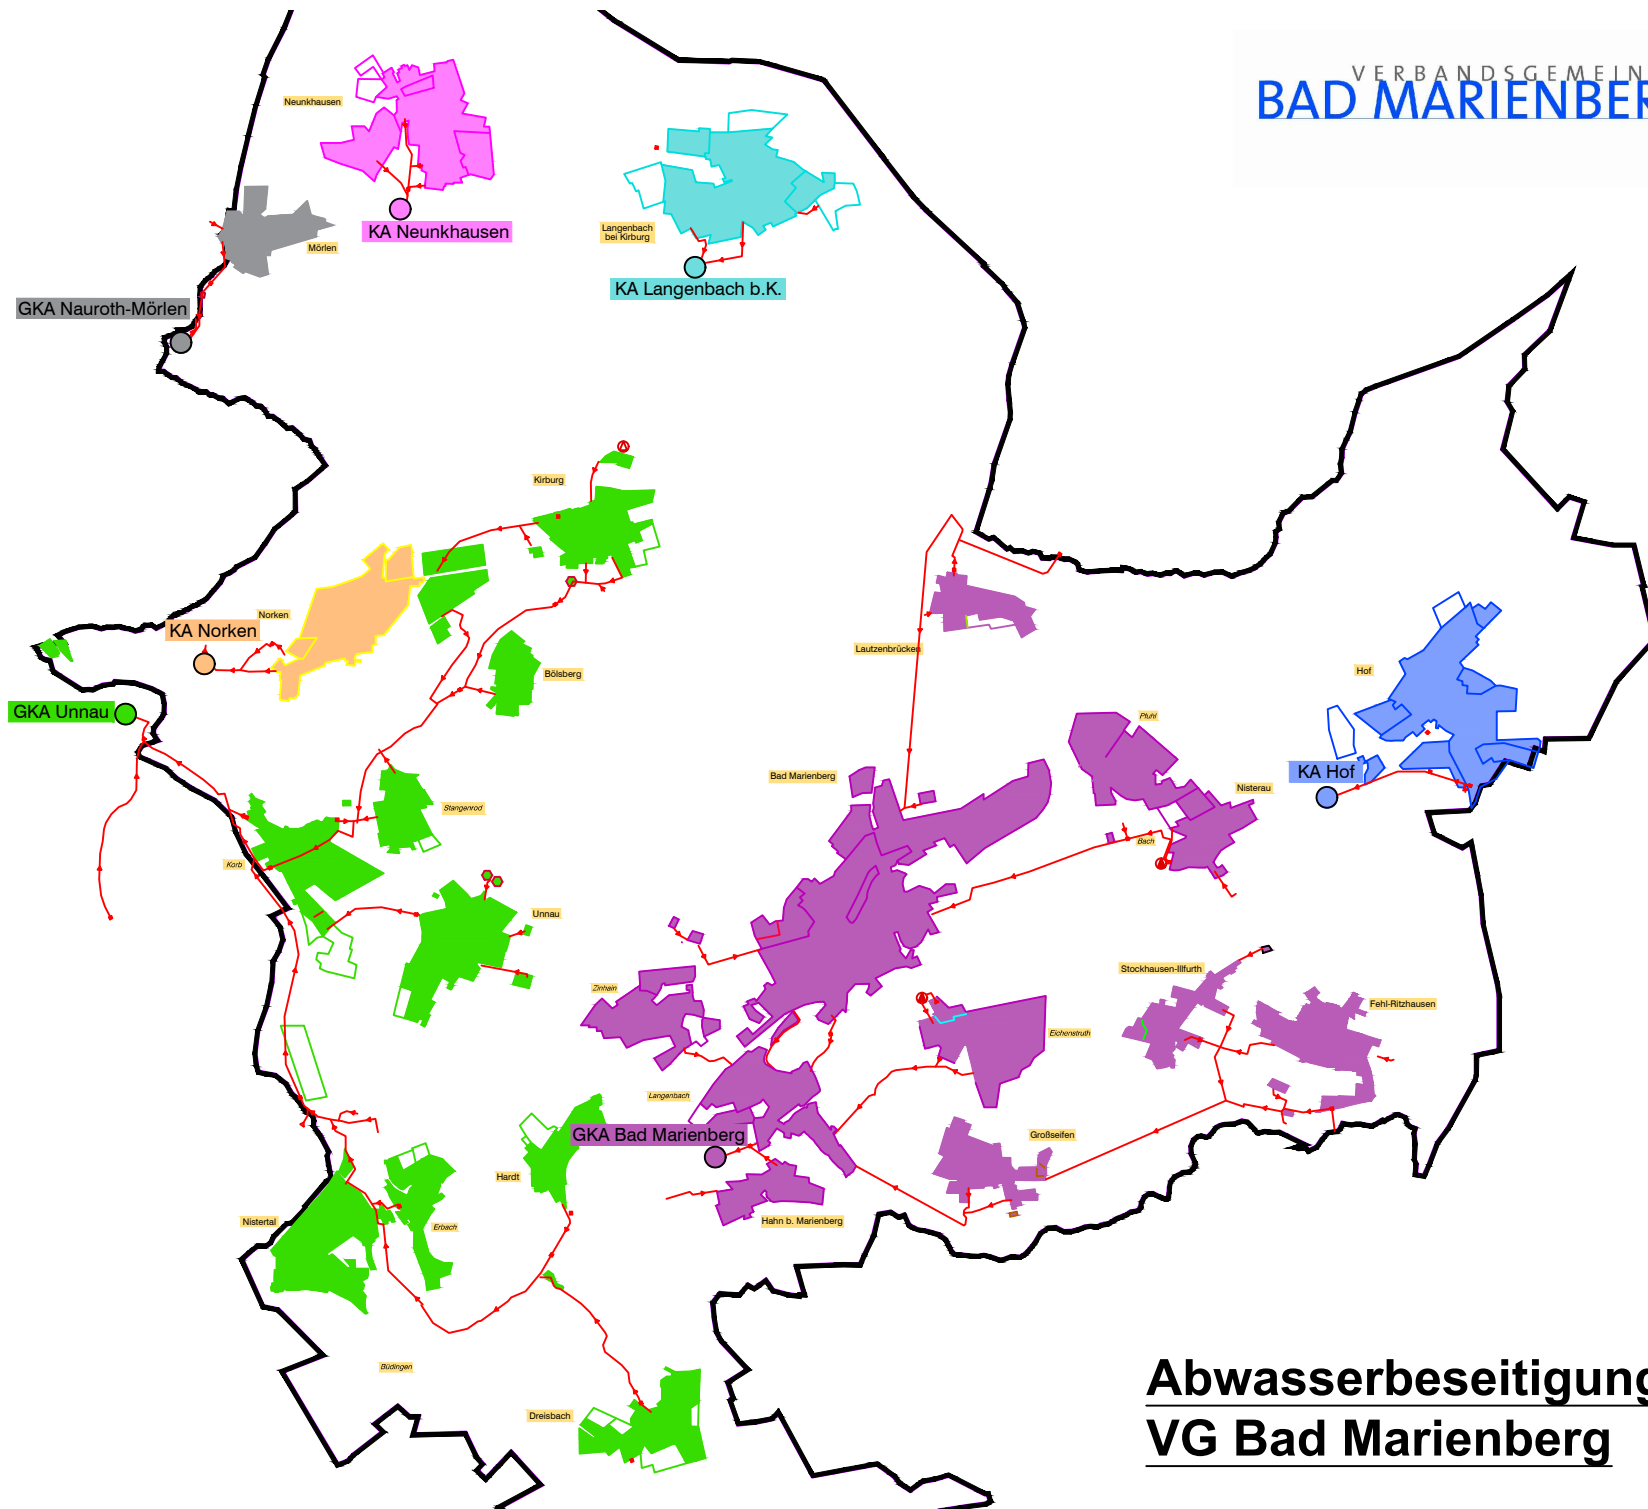 VERBANDSGEMEIN
BAD MARIENBER
Neunkhausen
KA Neunkhausen
Mörlen
GKA Nauroth-Mörlen
Langenbach
bei Kirburg
KA Langenbach b.K.
Kirburg
Norken
KA Norken
Bölsberg
GKA Unnau
Lautzenbrücken
Hof
KA Hof
Pfuhl
Bad Marienberg
Nisterau
Stangenrod
Bach
Korb
Unnau
Stockhausen-Illfurth
Zinhain
Fehl-Ritzhausen
Eichenstruth
Langenbach
GKA Bad Marienberg
Großseifen
Hardt
Nistertal
Erbach
Hahn b. Marienberg
Büdingen
Dreisbach
Abwasserbeseitigung
VG Bad Marienberg